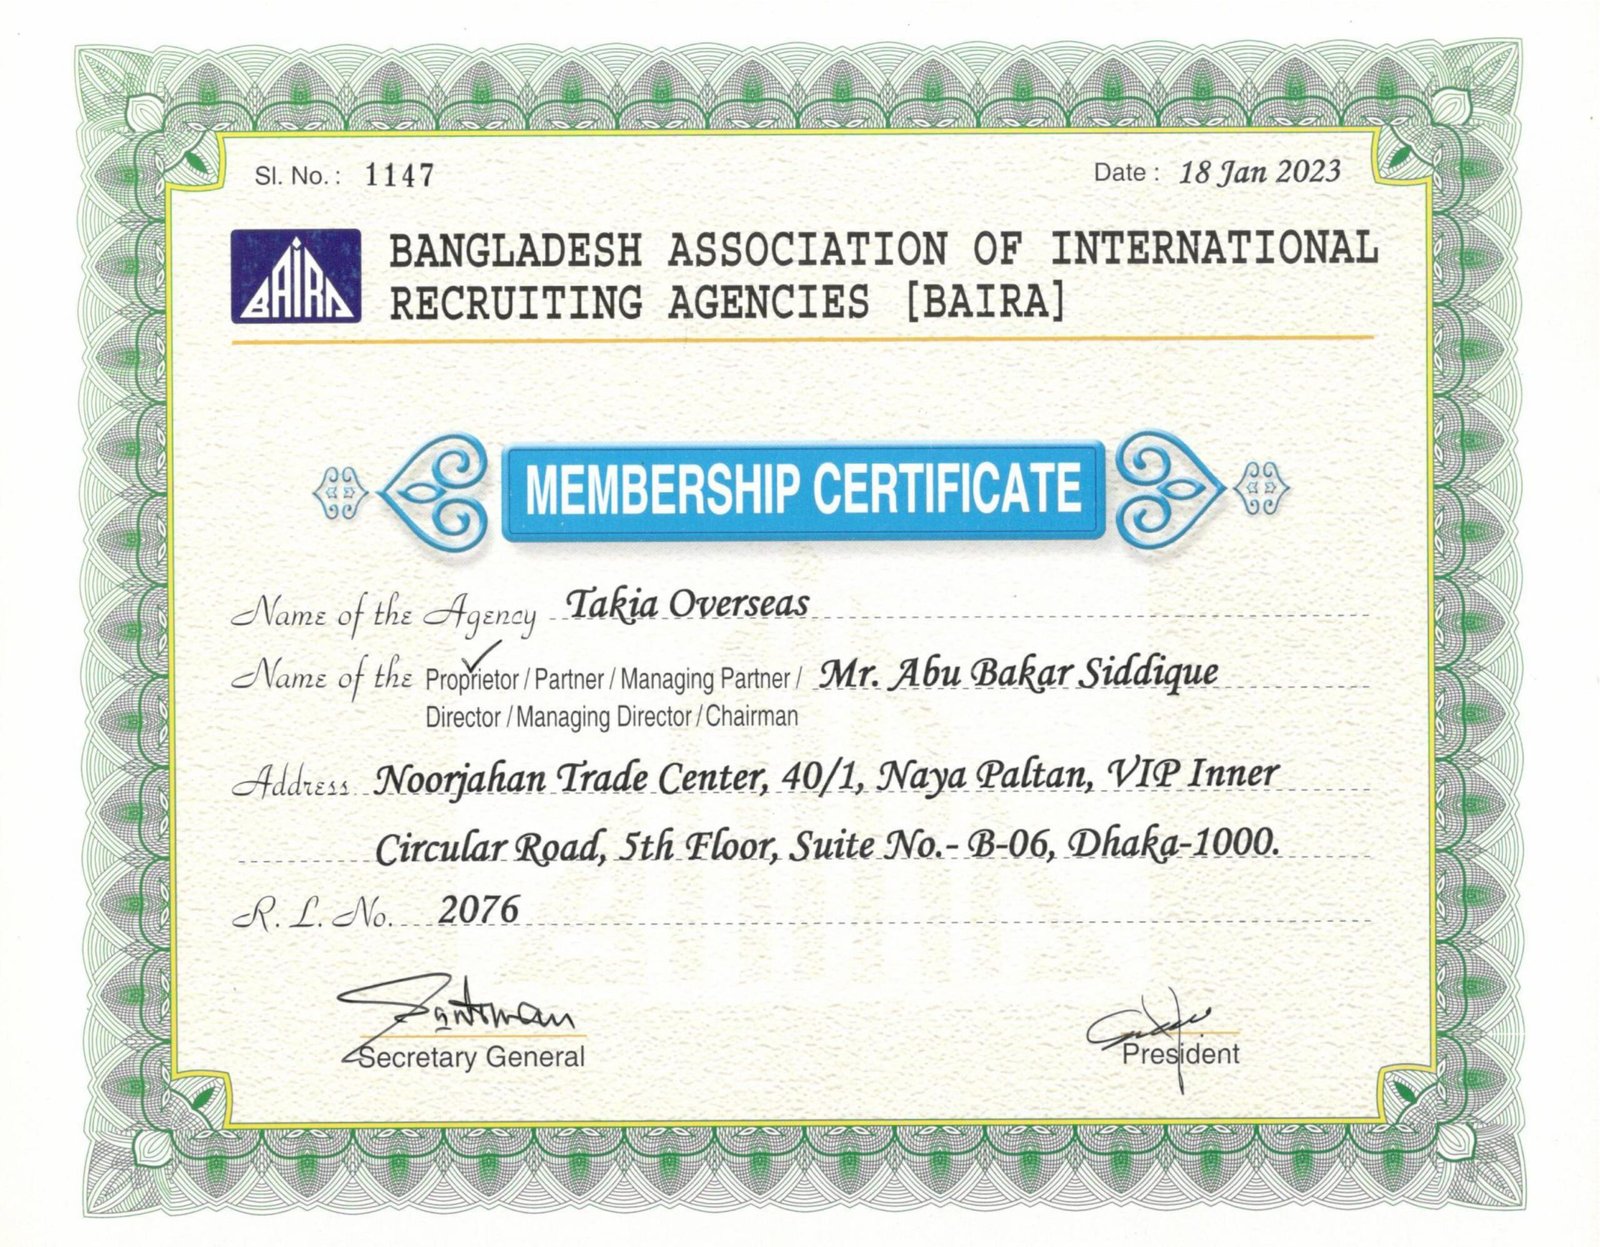 Sl. No. : 1147
Date : 18 Jan 2023
BAIRA
BANGLADESH ASSOCIATION OF INTERNATIONAL
RECRUITING AGENCIES [BAIRA]
MEMBERSHIP CERTIFICATE
Name of the Agency Takia Overseas
Name of the Proprietor / Partner / Managing Partner / Mr. Abu Bakar Siddique
Director / Managing Director / Chairman
Address Noorjahan Trade Center, 40/1, Naya Paltan, VIP Inner
Circular Road, 5th Floor, Suite No.- B-06, Dhaka-1000.
R. L. No. 2076
Secretary General
President